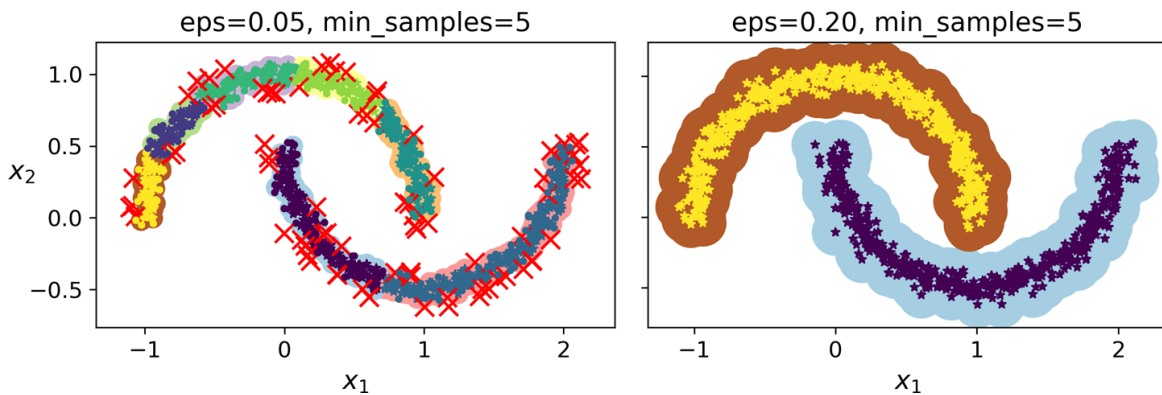 eps=0.05, min_samples=5
eps=0.20, min_samples=5
x₂
1.0
0.5
0.0
−0.5
−1
0
1
2
x₁
−1
0
1
2
x₁